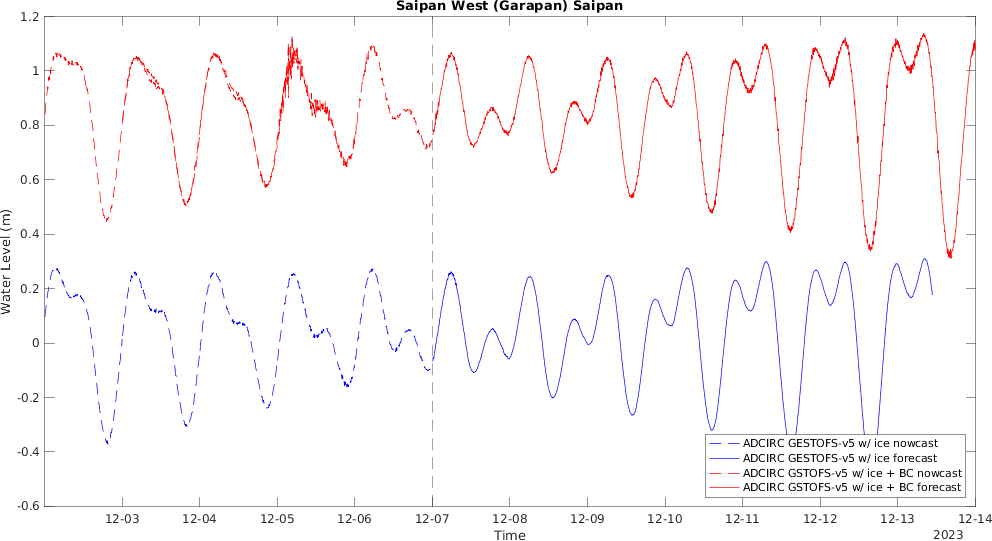 Saipan West (Garapan) Saipan
Water Level (m)
1.2
1
0.8
0.6
0.4
0.2
0
-0.2
-0.4
-0.6
ADCIRC GESTOFS-v5 w/ ice nowcast
ADCIRC GESTOFS-v5 w/ ice forecast
ADCIRC GSTOFS-v5 w/ ice + BC nowcast
ADCIRC GSTOFS-v5 w/ ice + BC forecast
12-03 12-04 12-05 12-06 12-07 12-08 12-09 12-10 12-11 12-12 12-13 12-14
Time
2023